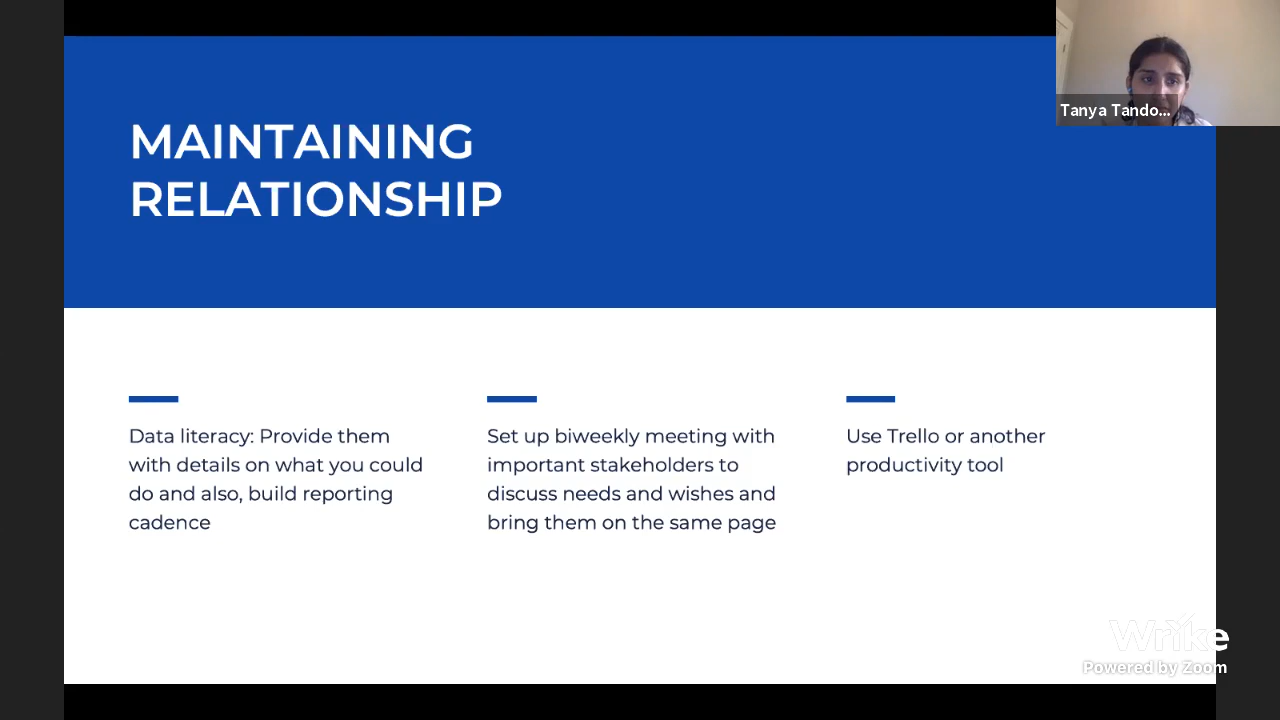 MAINTAINING
RELATIONSHIP
Tanya Tando...
Data literacy: Provide them
with details on what you could
do and also, build reporting
cadence
Set up biweekly meeting with
important stakeholders to
discuss needs and wishes and
bring them on the same page
Use Trello or another
productivity tool
Wrike
Powered by Zoom